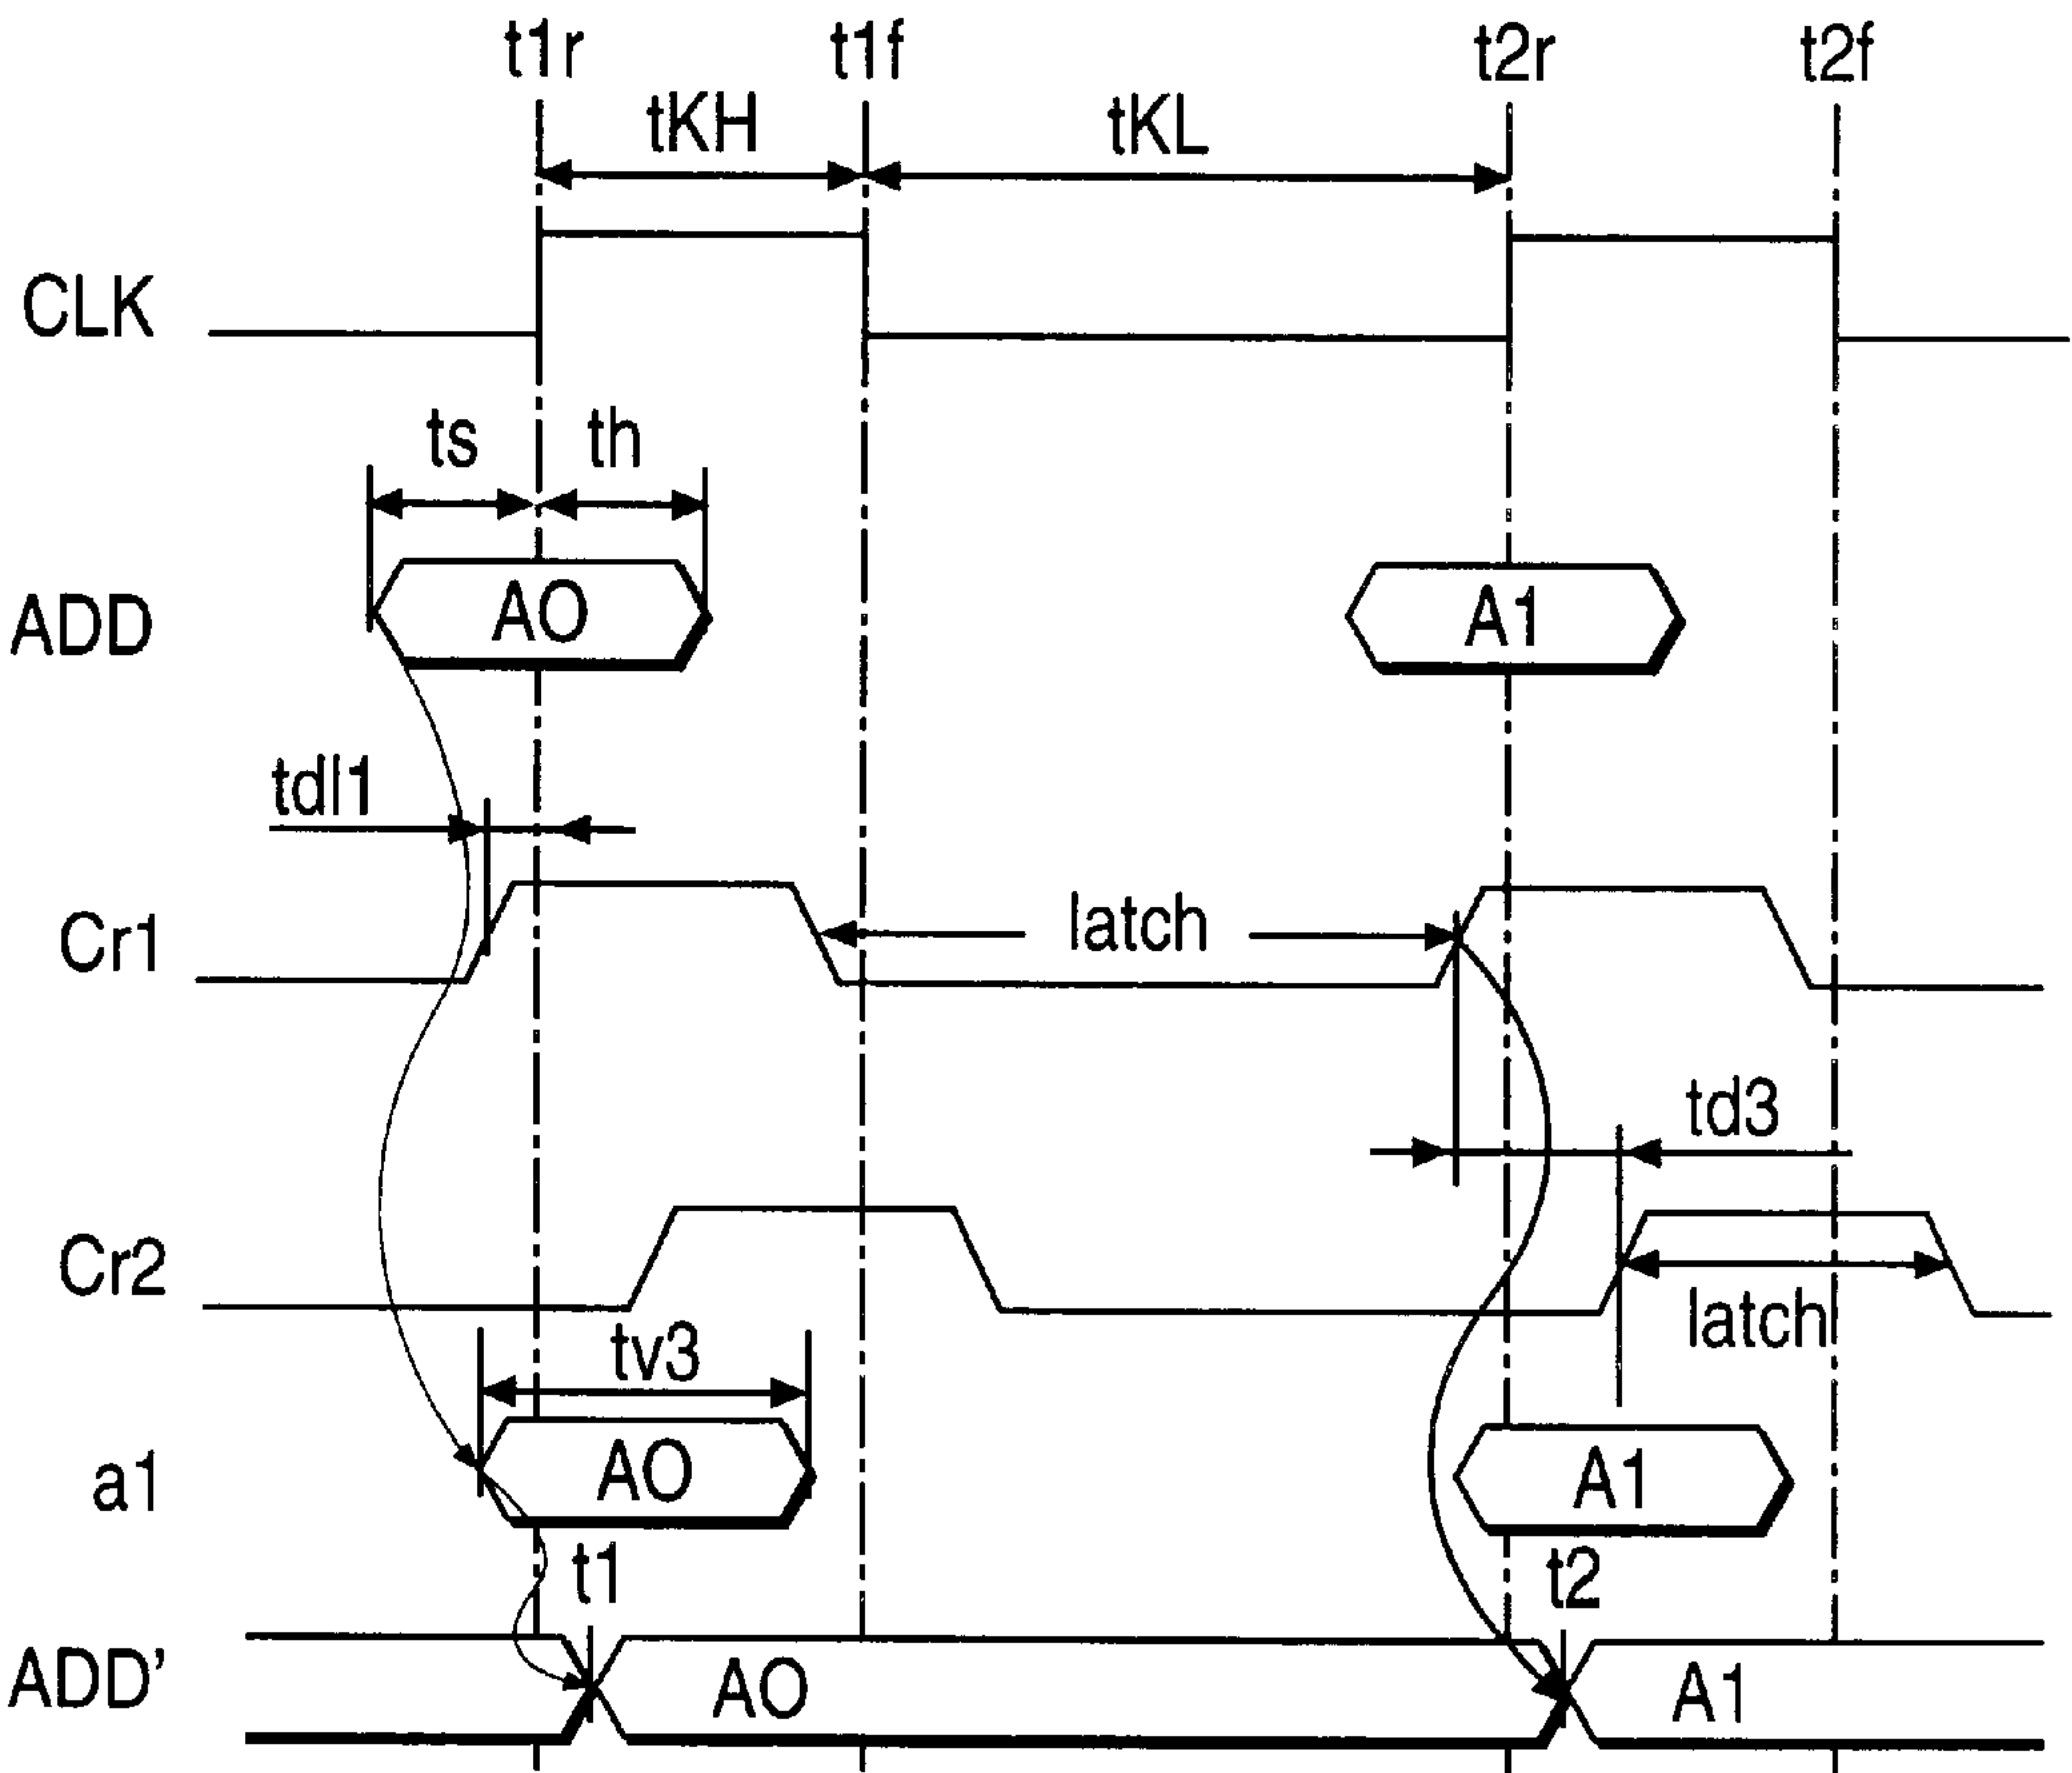 t1r t1f t2r t2f
tKH tKL
CLK
ts th
ADD AO A1
tdl1
Cr1 latch
td3
Cr2 latch
tv3
a1 AO A1
t1 t2
ADD' AO A1